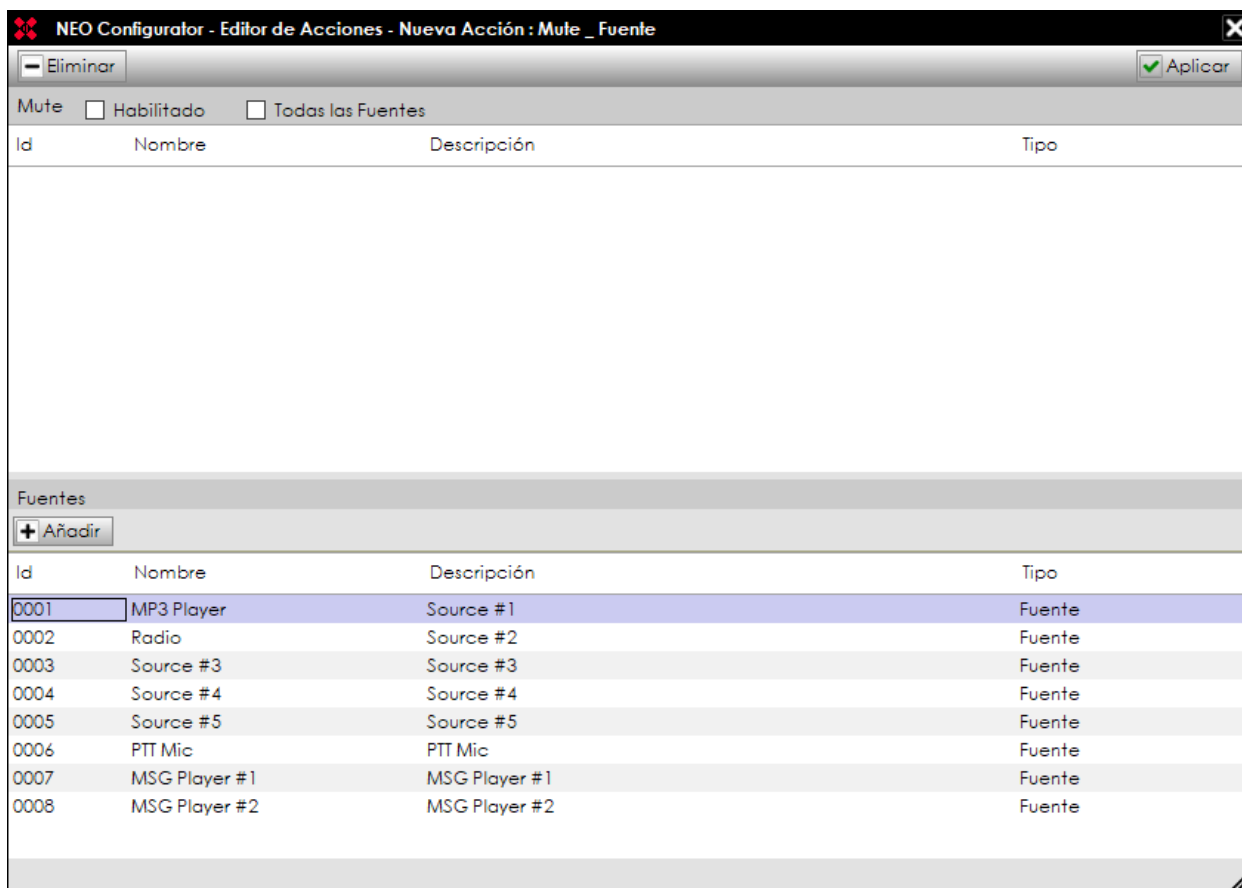 NEO Configurator - Editor de Acciones - Nueva Acción : Mute _ Fuente
Eliminar Aplicar
Mute Habilitado Todas las Fuentes
Id Nombre Descripción Tipo
Fuentes
Añadir
Id Nombre Descripción Tipo
0001 MP3 Player Source #1 Fuente
0002 Radio Source #2 Fuente
0003 Source #3 Source #3 Fuente
0004 Source #4 Source #4 Fuente
0005 Source #5 Source #5 Fuente
0006 PTT Mic PTT Mic Fuente
0007 MSG Player #1 MSG Player #1 Fuente
0008 MSG Player #2 MSG Player #2 Fuente